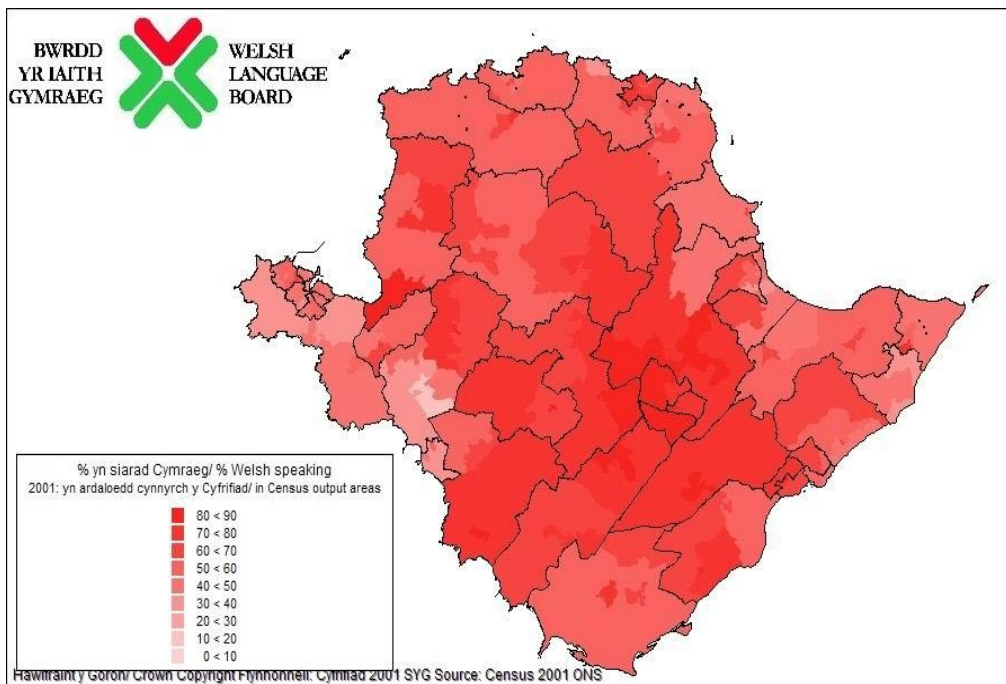 BWRDD
YR IAITH
GYMRAEG
WELSH
LANGUAGE
BOARD
% yn siarad Cymraeg/ % Welsh speaking
2001: yn ardaloedd cynnyrch y Cyfrifiad/ in Census output areas
80 < 90
70 < 80
60 < 70
50 < 60
40 < 50
30 < 40
20 < 30
10 < 20
0 < 10
Hawlfraint y Goron/ Crown Copyright Ffynhonnell: Cyfrifiad 2001 SYG Source: Census 2001 ONS